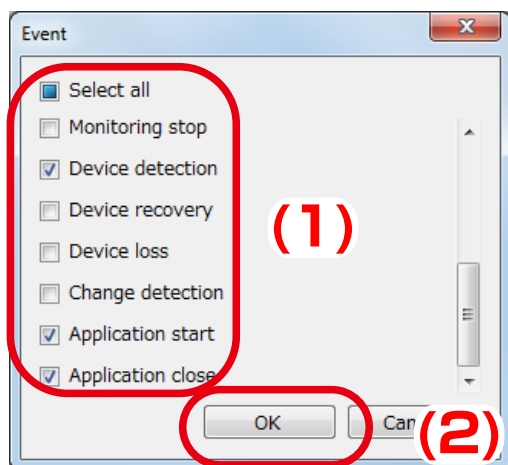 Event
Select all
Monitoring stop
Device detection
Device recovery
(1)
Device loss
Change detection
Application start
Application close
OK
(2)